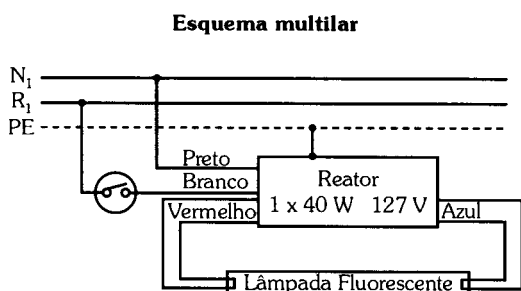 Esquema multilar
N₁
R₁
PE
Preto
Branco
Reator
Vermelho
1 x 40 W 127 V
Azul
Lâmpada Fluorescente